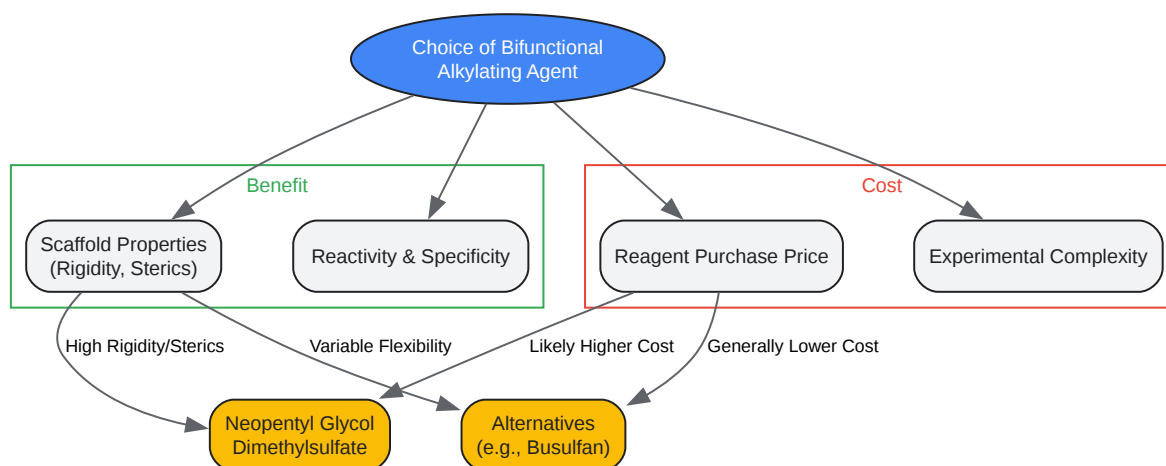 Choice of Bifunctional
Alkylating Agent
Benefit
Cost
Scaffold Properties
(Rigidity, Sterics)
Reactivity & Specificity
Reagent Purchase Price
Experimental Complexity
High Rigidity/Sterics
Variable Flexibility
Likely Higher Cost
Generally Lower Cost
Neopentyl Glycol
Dimethylsulfate
Alternatives
(e.g., Busulfan)